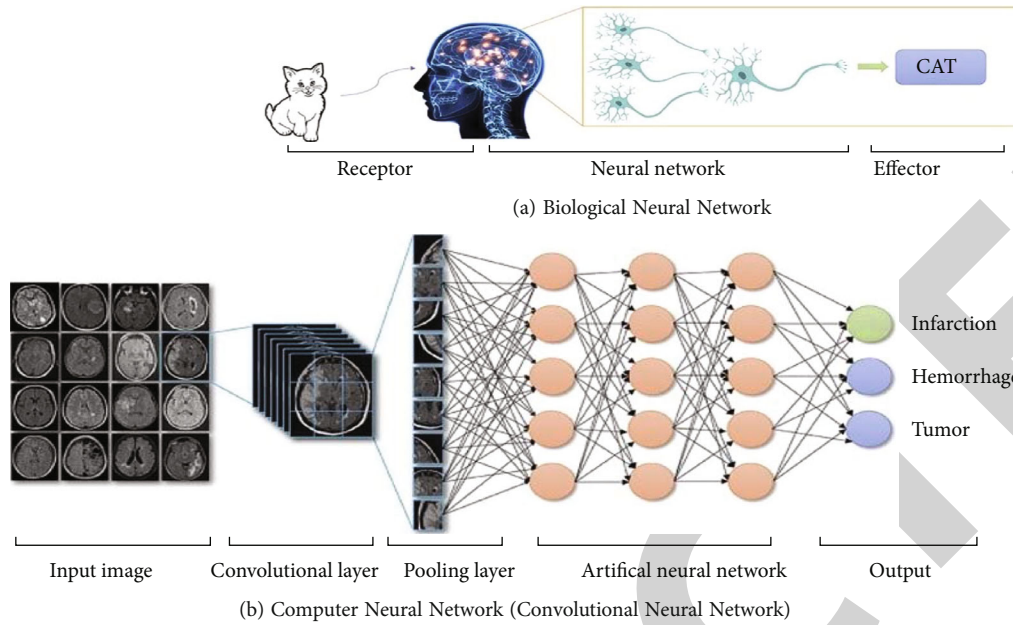 CAT
Receptor
Neural network
Effector
(a) Biological Neural Network
Infarction
Hemorrhage
Tumor
Input image
Convolutional layer
Pooling layer
Artifical neural network
Output
(b) Computer Neural Network (Convolutional Neural Network)